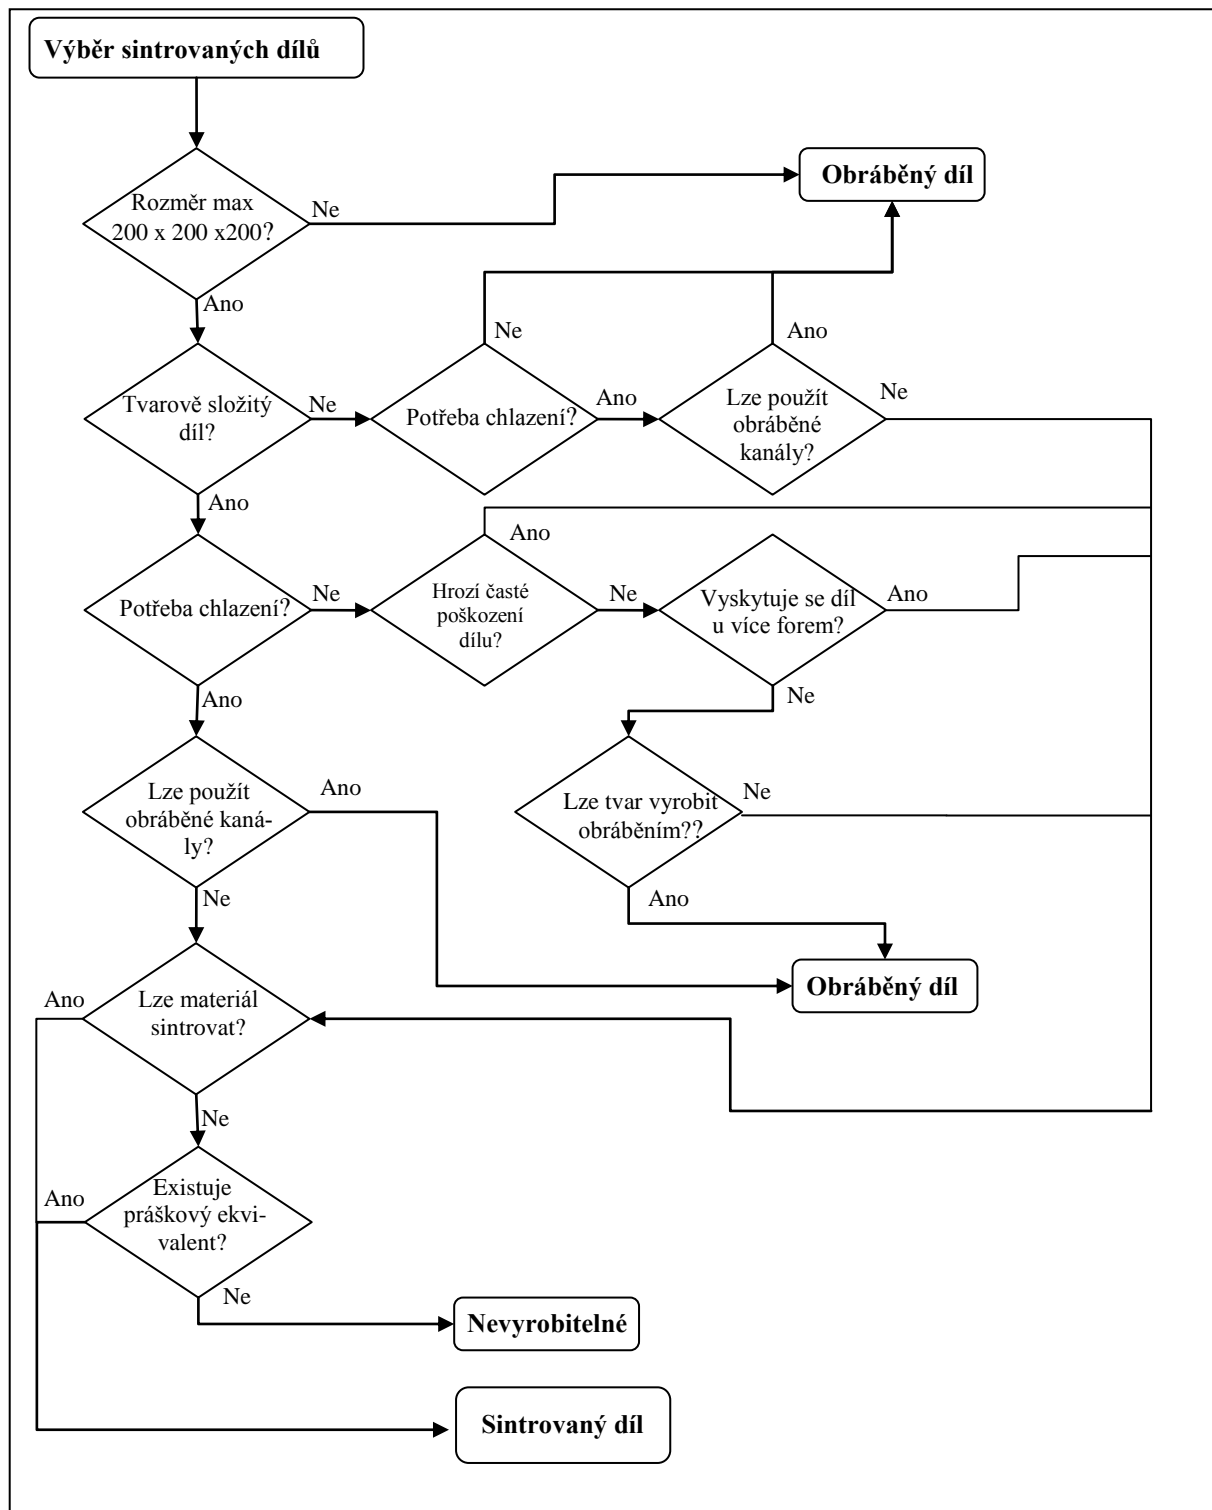 Výběr sintrovaných dílů
Obráběný díl
Rozměr max
200 x 200 x200?
Ne
Ano
Ne
Ano
Tvarově složitý
díl?
Ne
Potřeba chlazení?
Ano
Lze použít
obráběné
kanály?
Ne
Ano
Ano
Potřeba chlazení?
Ne
Hrozí časté
poškození
dílu?
Ne
Vyskytuje se díl
u více forem?
Ano
Ano
Ne
Lze použít
obráběné kaná-
ly?
Ano
Lze tvar vyrobit
obráběním??
Ne
Ne
Ano
Obráběný díl
Ano
Lze materiál
sintrovat?
Ne
Ano
Existuje
práškový ekvi-
valent?
Ne
Nevyrobitelné
Sintrovaný díl